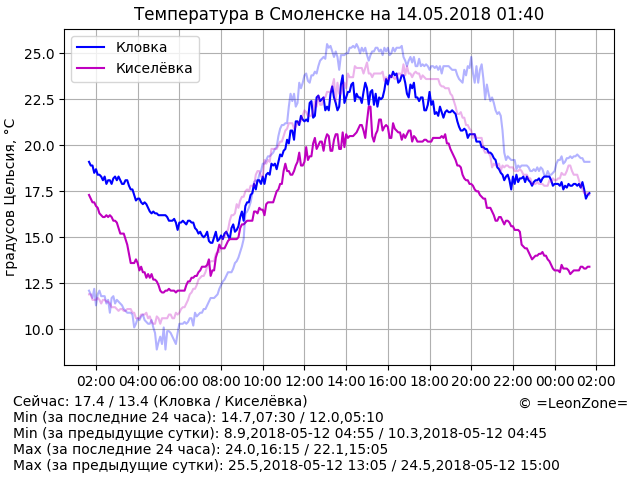 Температура в Смоленске на 14.05.2018 01:40
Кловка
Киселёвка
градусов Цельсия, °C
25.0
22.5
20.0
17.5
15.0
12.5
10.0
02:00 04:00 06:00 08:00 10:00 12:00 14:00 16:00 18:00 20:00 22:00 00:00 02:00
Сейчас: 17.4 / 13.4 (Кловка / Киселёвка)
© =LeonZone=
Min (за последние 24 часа): 14.7,07:30 / 12.0,05:10
Min (за предыдущие сутки): 8.9,2018-05-12 04:55 / 10.3,2018-05-12 04:45
Max (за последние 24 часа): 24.0,16:15 / 22.1,15:05
Max (за предыдущие сутки): 25.5,2018-05-12 13:05 / 24.5,2018-05-12 15:00